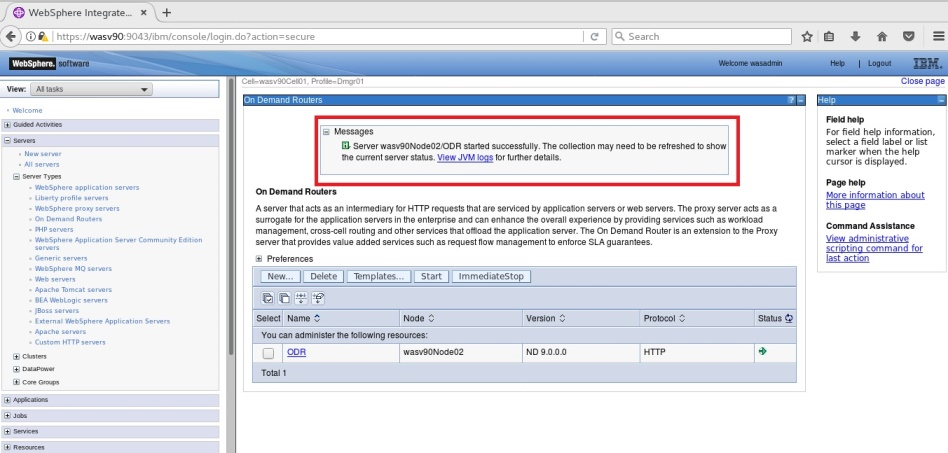 WebSphere Integrate...
https://wasv90:9043/ibm/console/login.do?action=secure
Search
WebSphere. software
Welcome wasadmin
Help
Logout
IBM.
View: All tasks
Cell=wasv90Cell01, Profile=Dmgr01
Close page
Welcome
Guided Activities
Servers
New server
All servers
Server Types
WebSphere application servers
Liberty profile servers
WebSphere proxy servers
On Demand Routers
PHP servers
WebSphere Application Server Community Edition
servers
Generic servers
WebSphere MQ servers
Web servers
Apache Tomcat servers
BEA WebLogic servers
JBoss servers
External WebSphere Application Servers
Apache servers
Custom HTTP servers
Clusters
DataPower
Core Groups
Applications
Jobs
Services
Resources
On Demand Routers
Messages
Server wasv90Node02/ODR started successfully. The collection may need to be refreshed to show
the current server status. View JVM logs for further details.
On Demand Routers
A server that acts as an intermediary for HTTP requests that are serviced by application servers or web servers. The proxy server acts as a
surrogate for the application servers in the enterprise and can enhance the overall experience by providing services such as workload
management, cross-cell routing and other services that offload the application server. The On Demand Router is an extension to the Proxy
server that provides value added services such as request flow management to enforce SLA guarantees.
Preferences
New... Delete Templates... Start ImmediateStop
Select Name Node Version Protocol Status
You can administer the following resources:
ODR wasv90Node02 ND 9.0.0.0 HTTP
Total 1
Help
Field help
For field help information,
select a field label or list
marker when the help
cursor is displayed.
Page help
More information about
this page
Command Assistance
View administrative
scripting command for
last action